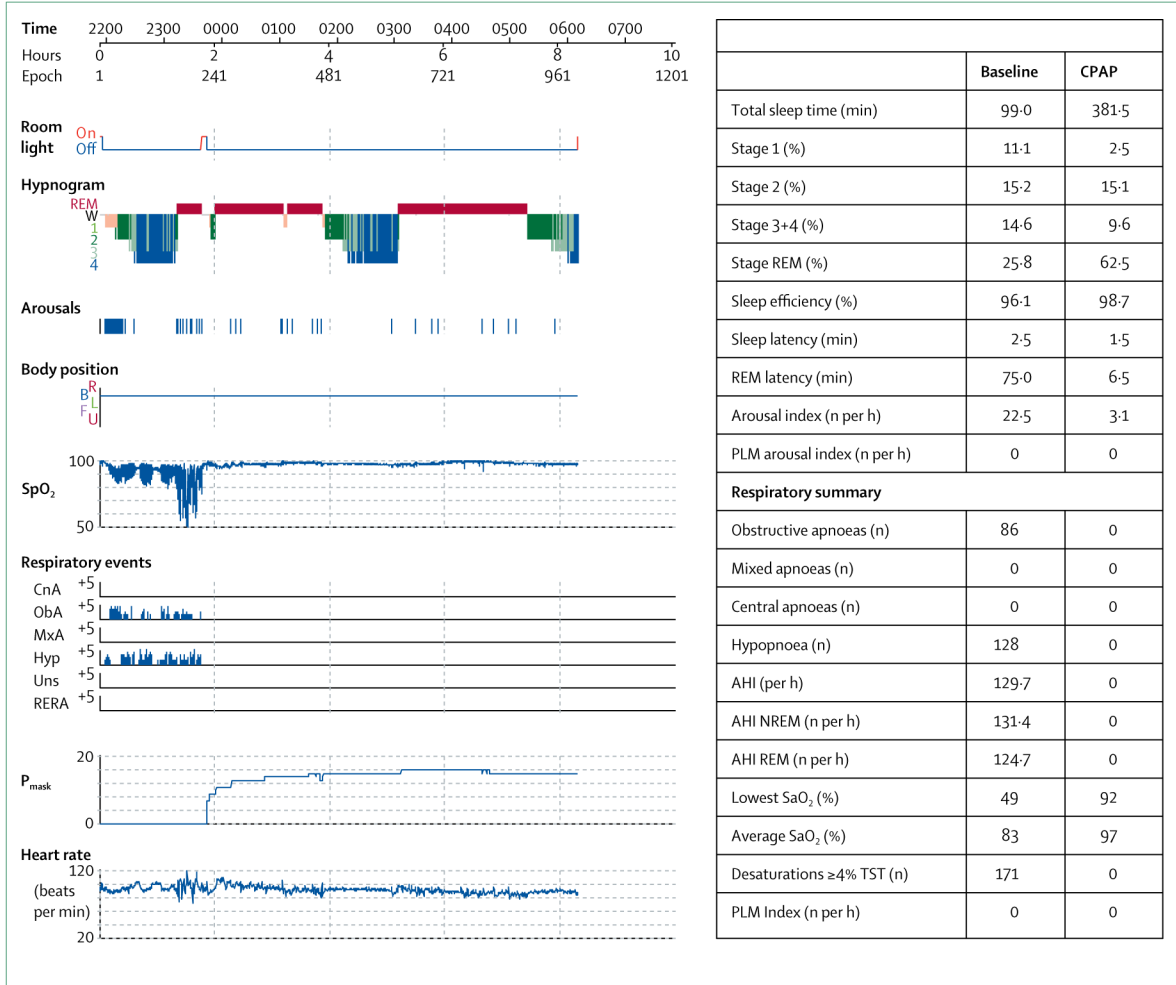 Time 2200 2300 0000 0100 0200 0300 0400 0500 0600 0700
Hours 0 2 4 6 8 10
Epoch 1 241 481 721 961 1201
Room light On Off
Hypnogram
REM
W
1
2
3
4
Arousals
Body position
R
B
L
F
U
100
SpO₂
50
Respiratory events
CnA +5
ObA +5
MxA +5
Hyp +5
Uns +5
RERA +5
20
Pmask
0
Heart rate
120
(beats per min)
20
Baseline CPAP
Total sleep time (min) 99·0 381·5
Stage 1 (%) 11·1 2·5
Stage 2 (%) 15·2 15·1
Stage 3+4 (%) 14·6 9·6
Stage REM (%) 25·8 62·5
Sleep efficiency (%) 96·1 98·7
Sleep latency (min) 2·5 1·5
REM latency (min) 75·0 6·5
Arousal index (n per h) 22·5 3·1
PLM arousal index (n per h) 0 0
Respiratory summary
Obstructive apnoeas (n) 86 0
Mixed apnoeas (n) 0 0
Central apnoeas (n) 0 0
Hypopnoea (n) 128 0
AHI (per h) 129·7 0
AHI NREM (n per h) 131·4 0
AHI REM (n per h) 124·7 0
Lowest SaO₂ (%) 49 92
Average SaO₂ (%) 83 97
Desaturations ≥4% TST (n) 171 0
PLM Index (n per h) 0 0